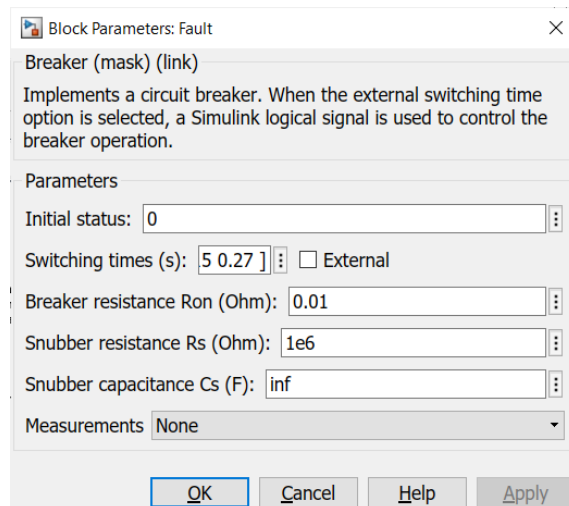 Block Parameters: Fault
Breaker (mask) (link)
Implements a circuit breaker. When the external switching time
option is selected, a Simulink logical signal is used to control the
breaker operation.
Parameters
Initial status: 0
Switching times (s): .5 0.27 ] External
Breaker resistance Ron (Ohm): 0.01
Snubber resistance Rs (Ohm): 1e6
Snubber capacitance Cs (F): inf
Measurements None
OK Cancel Help Apply